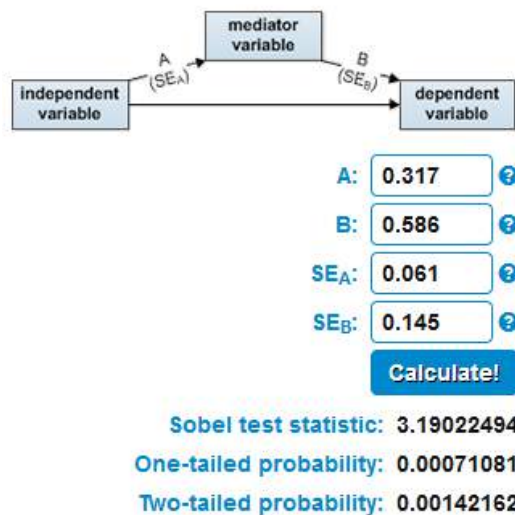 mediator
variable
A
(SEA)
B
(SEB)
independent
variable
dependent
variable
A: 0.317 ?
B: 0.586 ?
SEA: 0.061 ?
SEB: 0.145 ?
Calculate!
Sobel test statistic: 3.19022494
One-tailed probability: 0.00071081
Two-tailed probability: 0.00142162